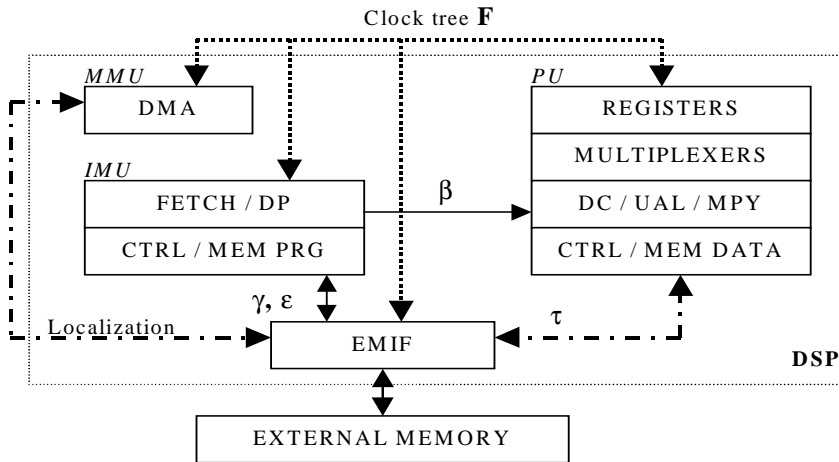 Clock tree F
MMU
PU
DMA
REGISTERS
MULTIPLEXERS
IMU
FETCH / DP
β
DC / UAL / MPY
CTRL / MEM PRG
CTRL / MEM DATA
γ, ε
Localization
τ
EMIF
DSP
EXTERNAL MEMORY